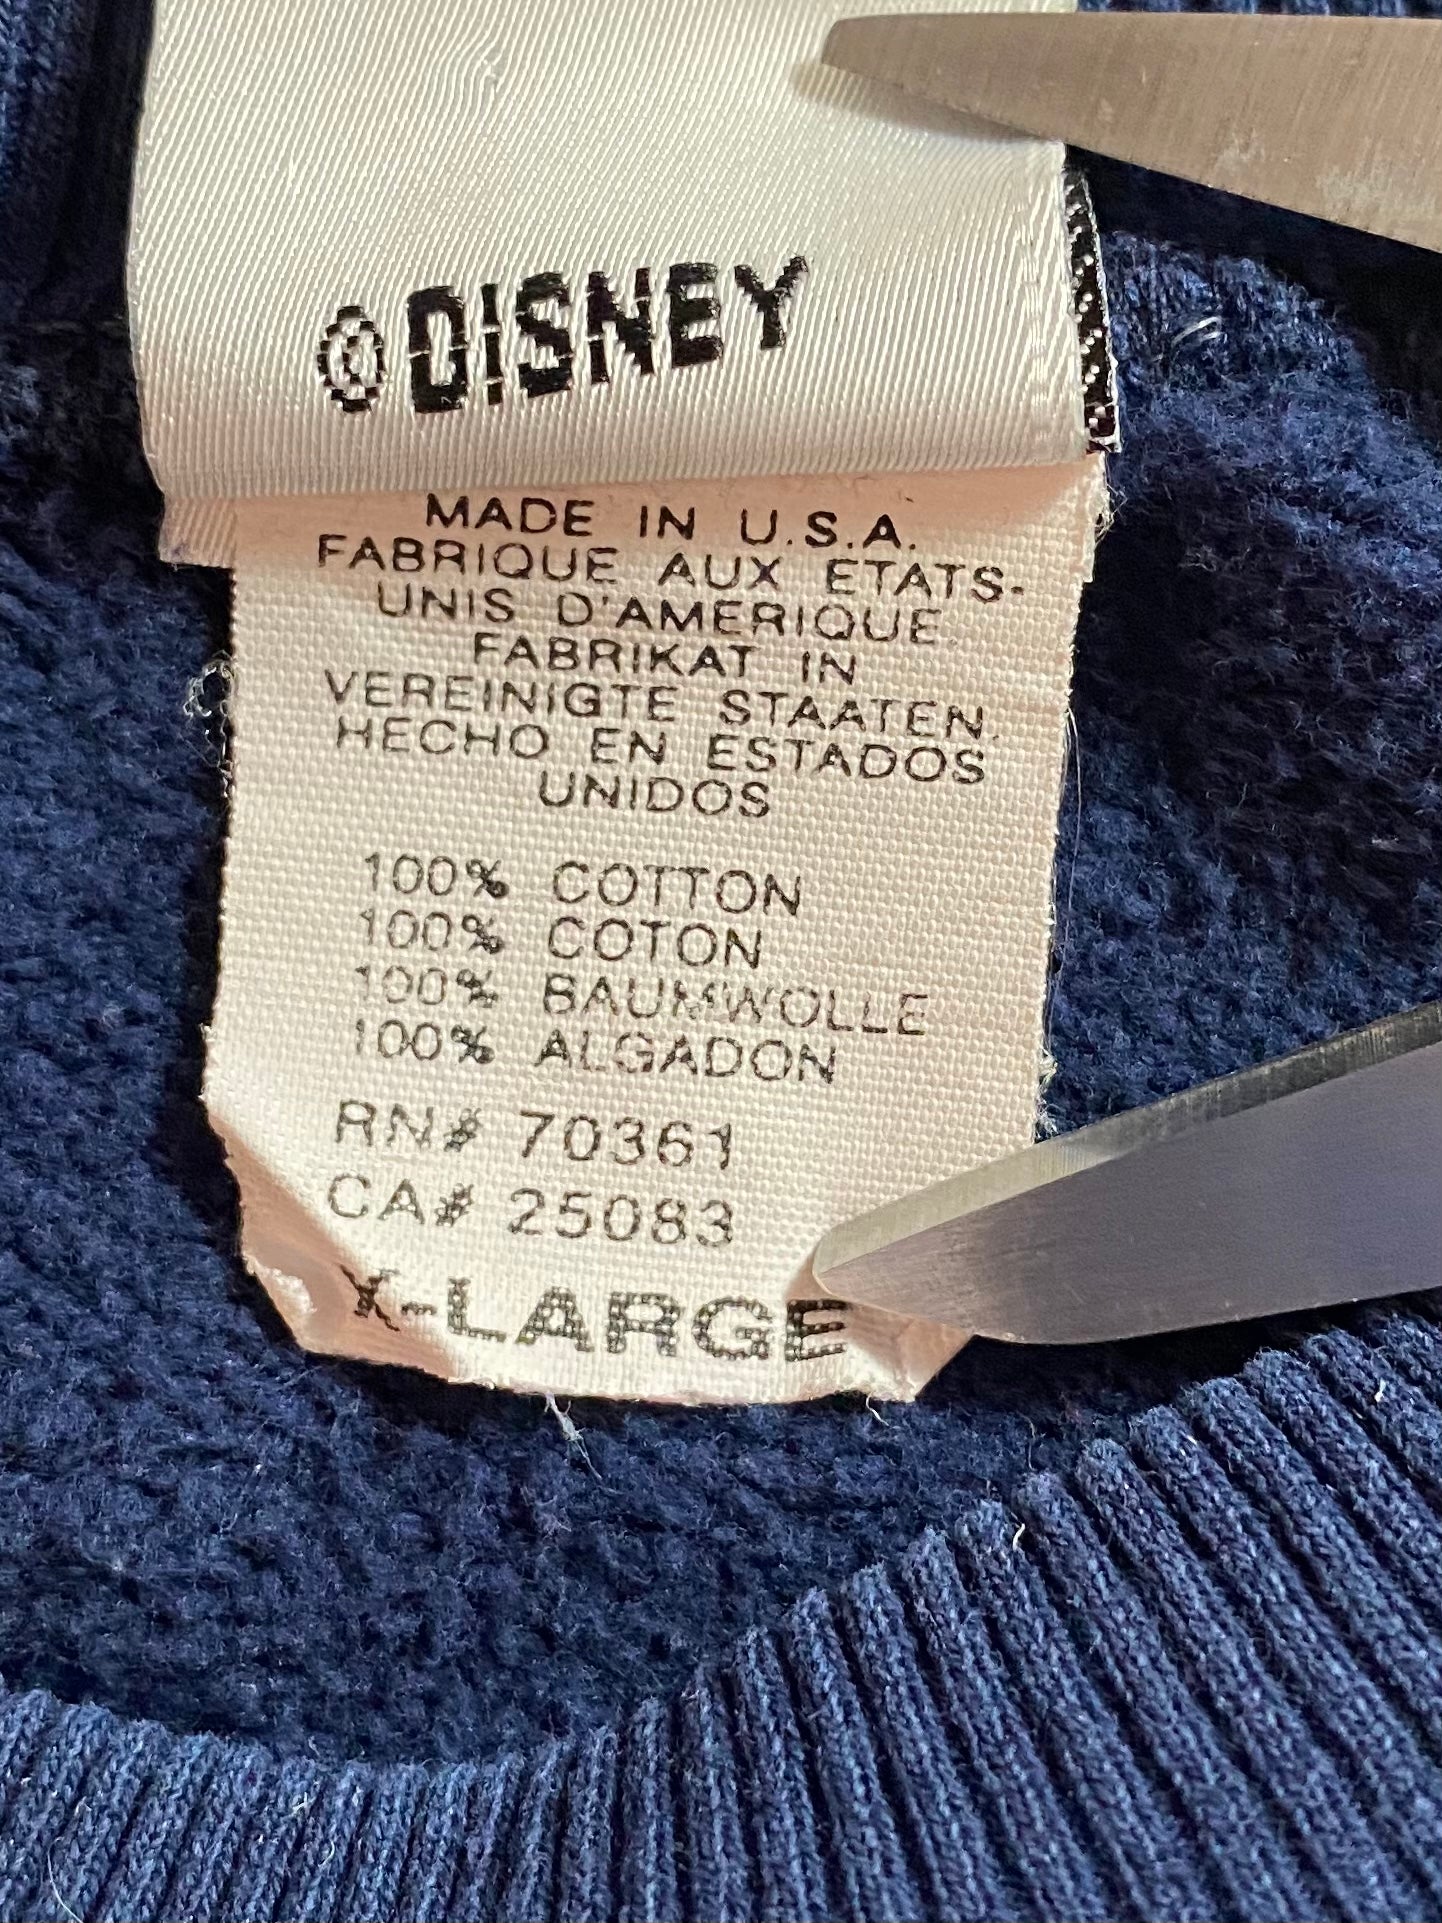 © DISNEY
MADE IN U.S.A.
FABRIQUE AUX ETATS-
UNIS D'AMERIQUE.
FABRIKAT IN
VEREINIGTE STAATEN.
HECHO EN ESTADOS
UNIDOS
100% COTTON
100% COTON
100% BAUMWOLLE
100% ALGADON
RN# 70361
CA# 25083
X-LARGE